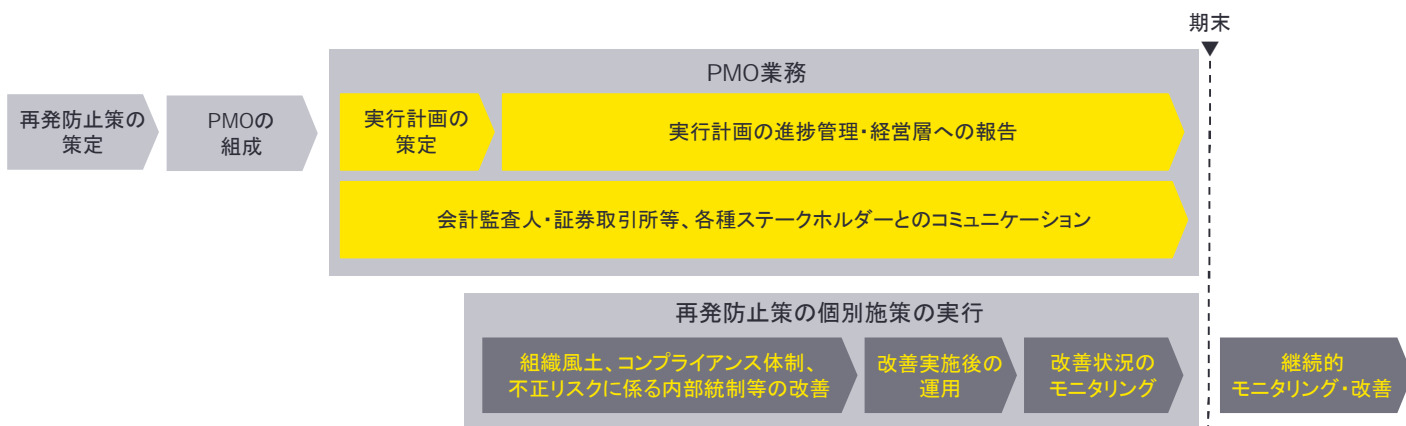 期末
PMO業務
再発防止策の
策定
PMOの
組成
実行計画の
策定
実行計画の進捗管理・経営層への報告
会計監査人・証券取引所等、各種ステークホルダーとのコミュニケーション
再発防止策の個別施策の実行
組織風土、コンプライアンス体制、
不正リスクに係る内部統制等の改善
改善実施後の
運用
改善状況の
モニタリング
継続的
モニタリング・改善